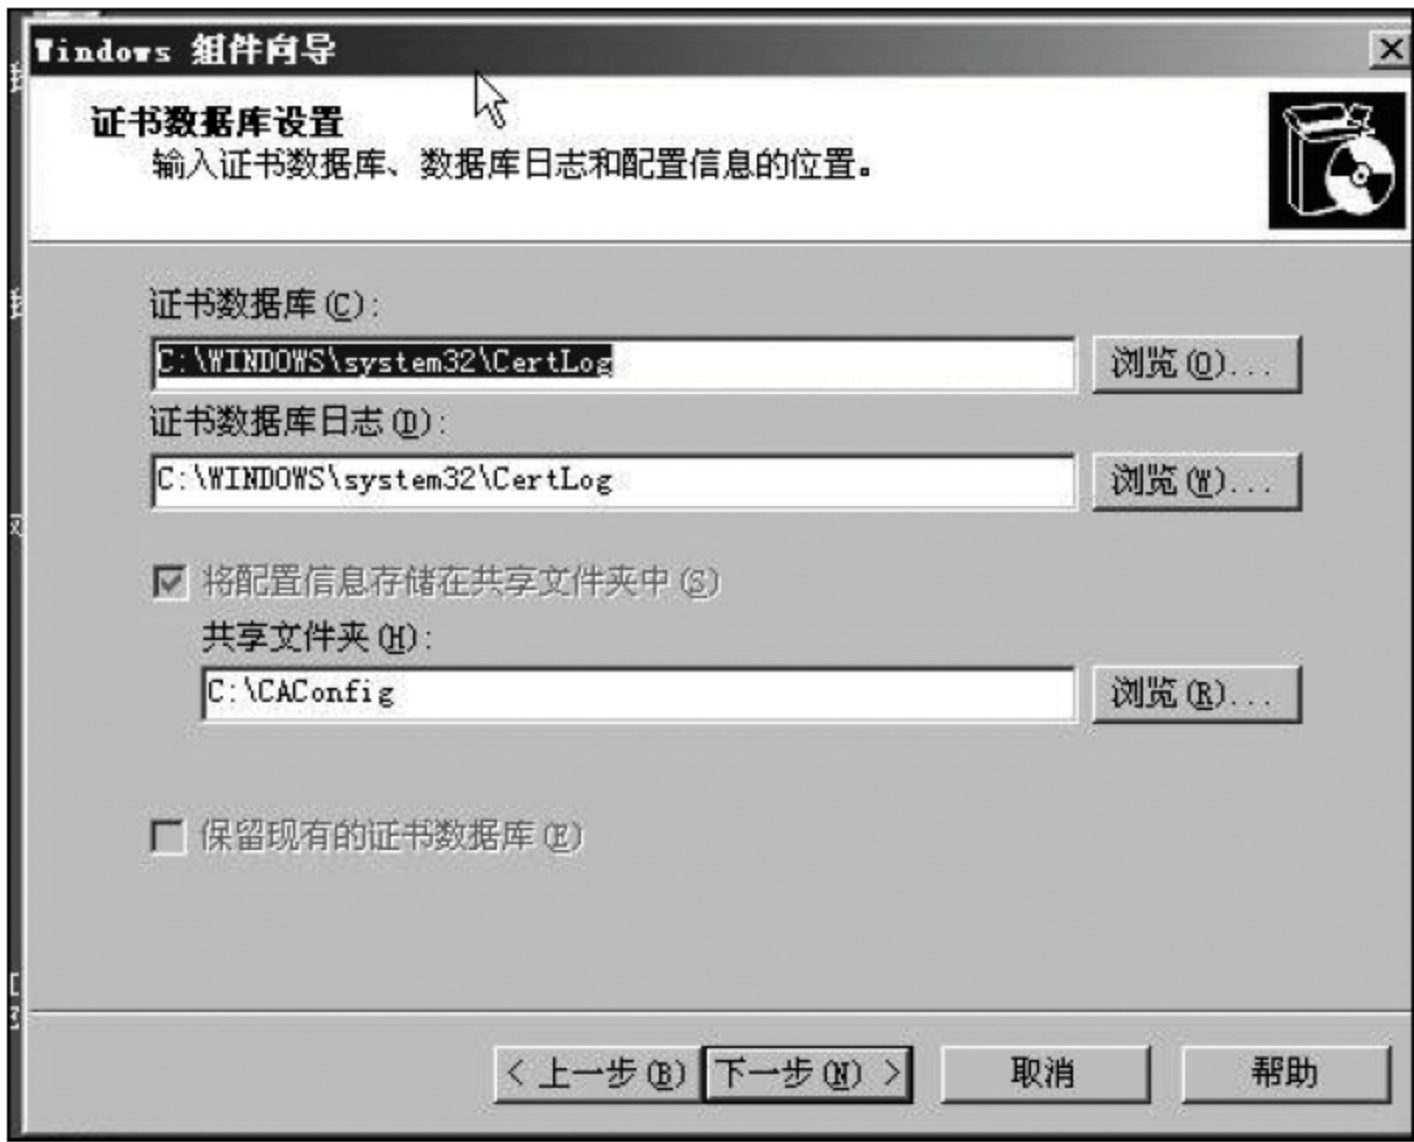 Windows 组件向导
证书数据库设置
输入证书数据库、数据库日志和配置信息的位置。
证书数据库(C):
C:\WINDOWS\system32\CertLog
浏览(O)...
证书数据库日志(D):
C:\WINDOWS\system32\CertLog
浏览(W)...
将配置信息存储在共享文件夹中(S)
共享文件夹(H):
C:\CAConfig
浏览(R)...
保留现有的证书数据库(E)
< 上一步(B) 下一步(N) > 取消 帮助